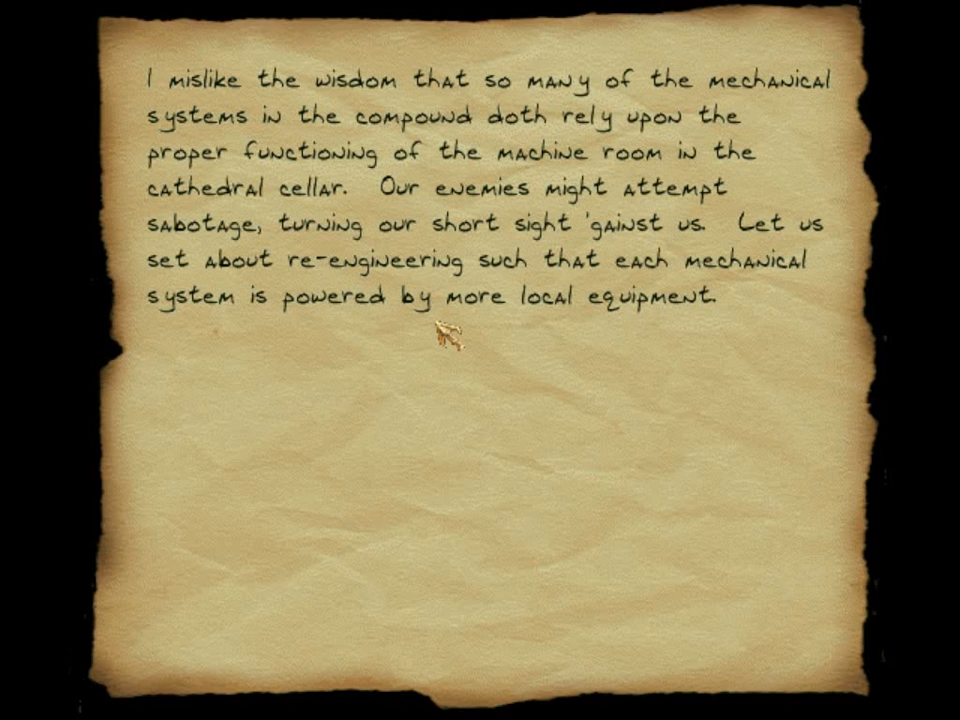 I mislike the wisdom that so many of the mechanical
systems in the compound doth rely upon the
proper functioning of the machine room in the
cathedral cellar.  Our enemies might attempt
sabotage, turning our short sight 'gainst us.  Let us
set about re-engineering such that each mechanical
system is powered by more local equipment.